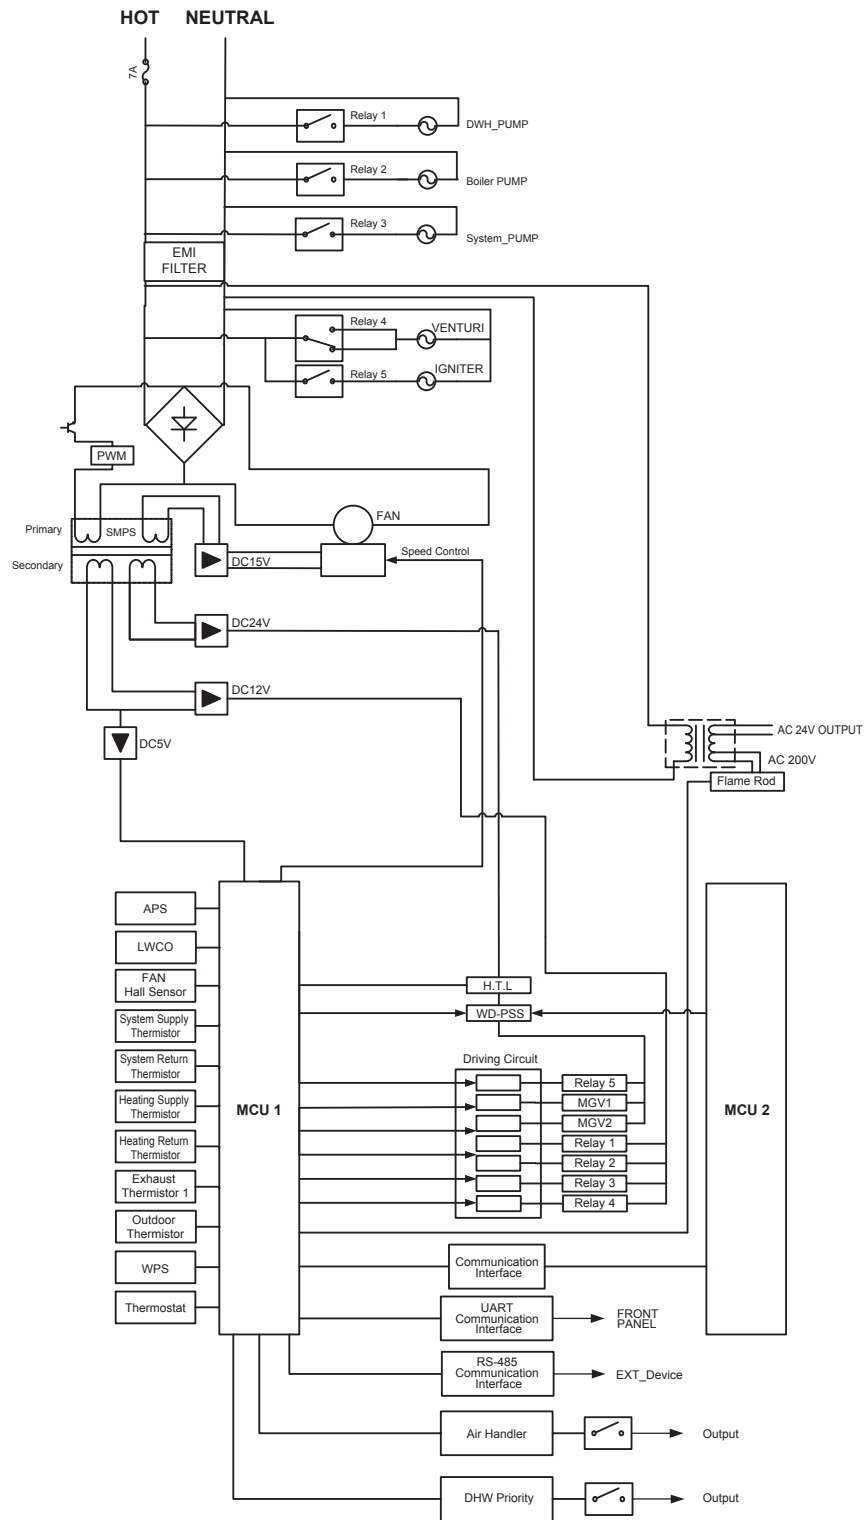 HOT NEUTRAL
7A
Relay 1
DWH_PUMP
Relay 2
Boiler PUMP
Relay 3
System_PUMP
EMI
FILTER
Relay 4
VENTURI
Relay 5
IGNITER
PWM
FAN
Primary
SMPS
Secondary
DC15V
Speed Control
DC24V
DC12V
DC5V
AC 24V OUTPUT
AC 200V
Flame Rod
APS
LWCO
FAN
Hall Sensor
System Supply
Thermistor
System Return
Thermistor
Heating Supply
Thermistor
Heating Return
Thermistor
Exhaust
Thermistor 1
Outdoor
Thermistor
WPS
Thermostat
MCU 1
H.T.L
WD-PSS
Driving Circuit
Relay 5
MGV1
MGV2
Relay 1
Relay 2
Relay 3
Relay 4
MCU 2
Communication
Interface
UART
Communication
Interface
FRONT
PANEL
RS-485
Communication
Interface
EXT_Device
Air Handler
Output
DHW Priority
Output